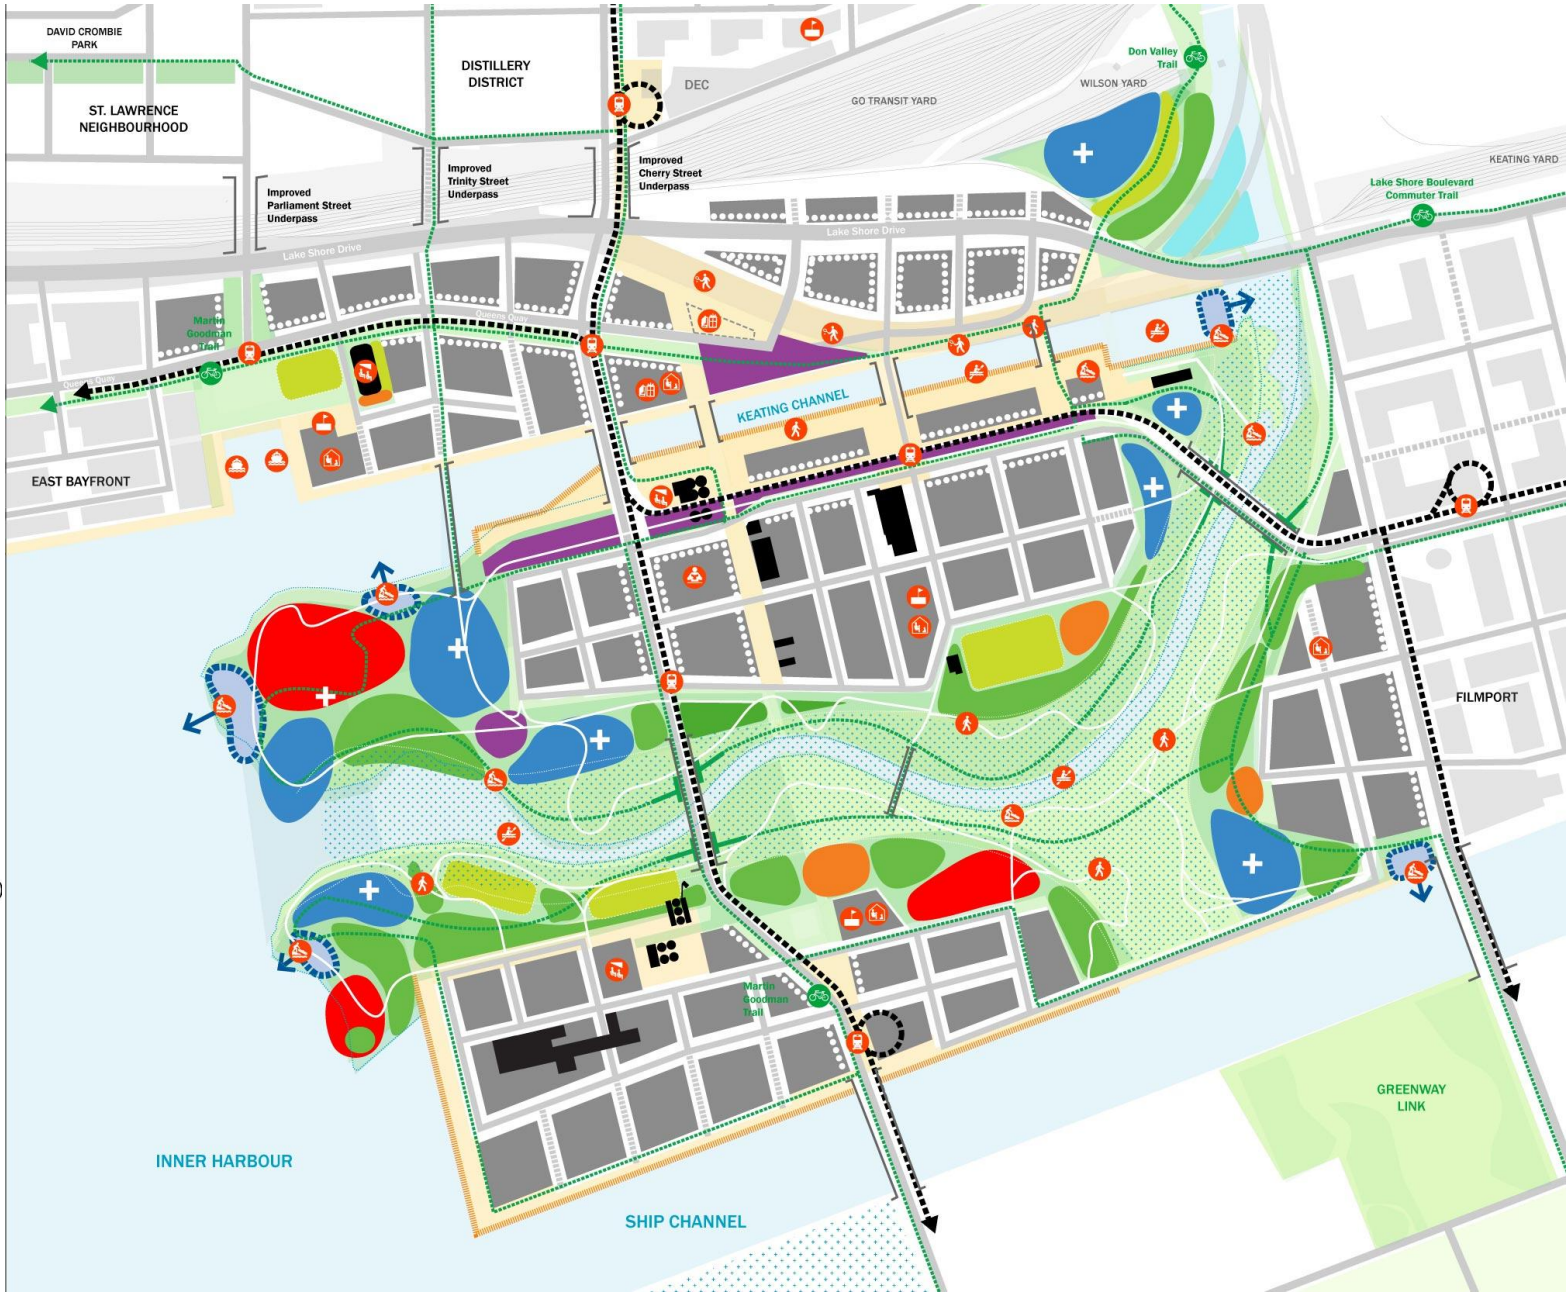 DAVID CROMBIE
PARK
ST. LAWRENCE
NEIGHBOURHOOD
DISTILLERY
DISTRICT
DEC
GO TRANSIT YARD
Don Valley
Trail
WILSON YARD
KEATING YARD
Improved
Parliament Street
Underpass
Improved
Trinity Street
Underpass
Improved
Cherry Street
Underpass
Lake Shore Boulevard
Commuter Trail
Lake Shore Drive
Lake Shore Drive
Martin
Goodman
Trail
Queens Quay
Queens Quay
KEATING CHANNEL
EAST BAYFRONT
FILMPORT
Martin
Goodman
Trail
GREENWAY
LINK
INNER HARBOUR
SHIP CHANNEL